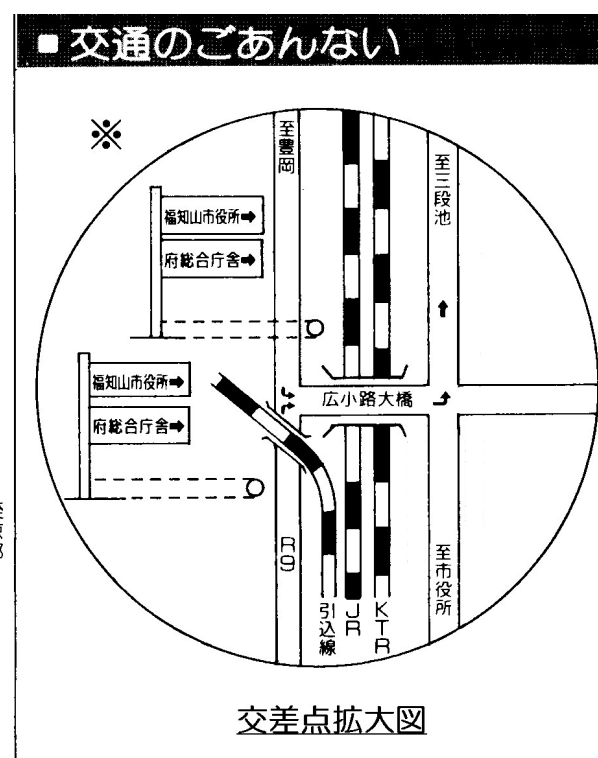 ■ 交通のごあんない
※
至豊岡
至三段池
福知山市役所➡
府総合庁舎➡
福知山市役所➡
府総合庁舎➡
広小路大橋
R9
引込線
JR
KTR
至市役所
交差点拡大図